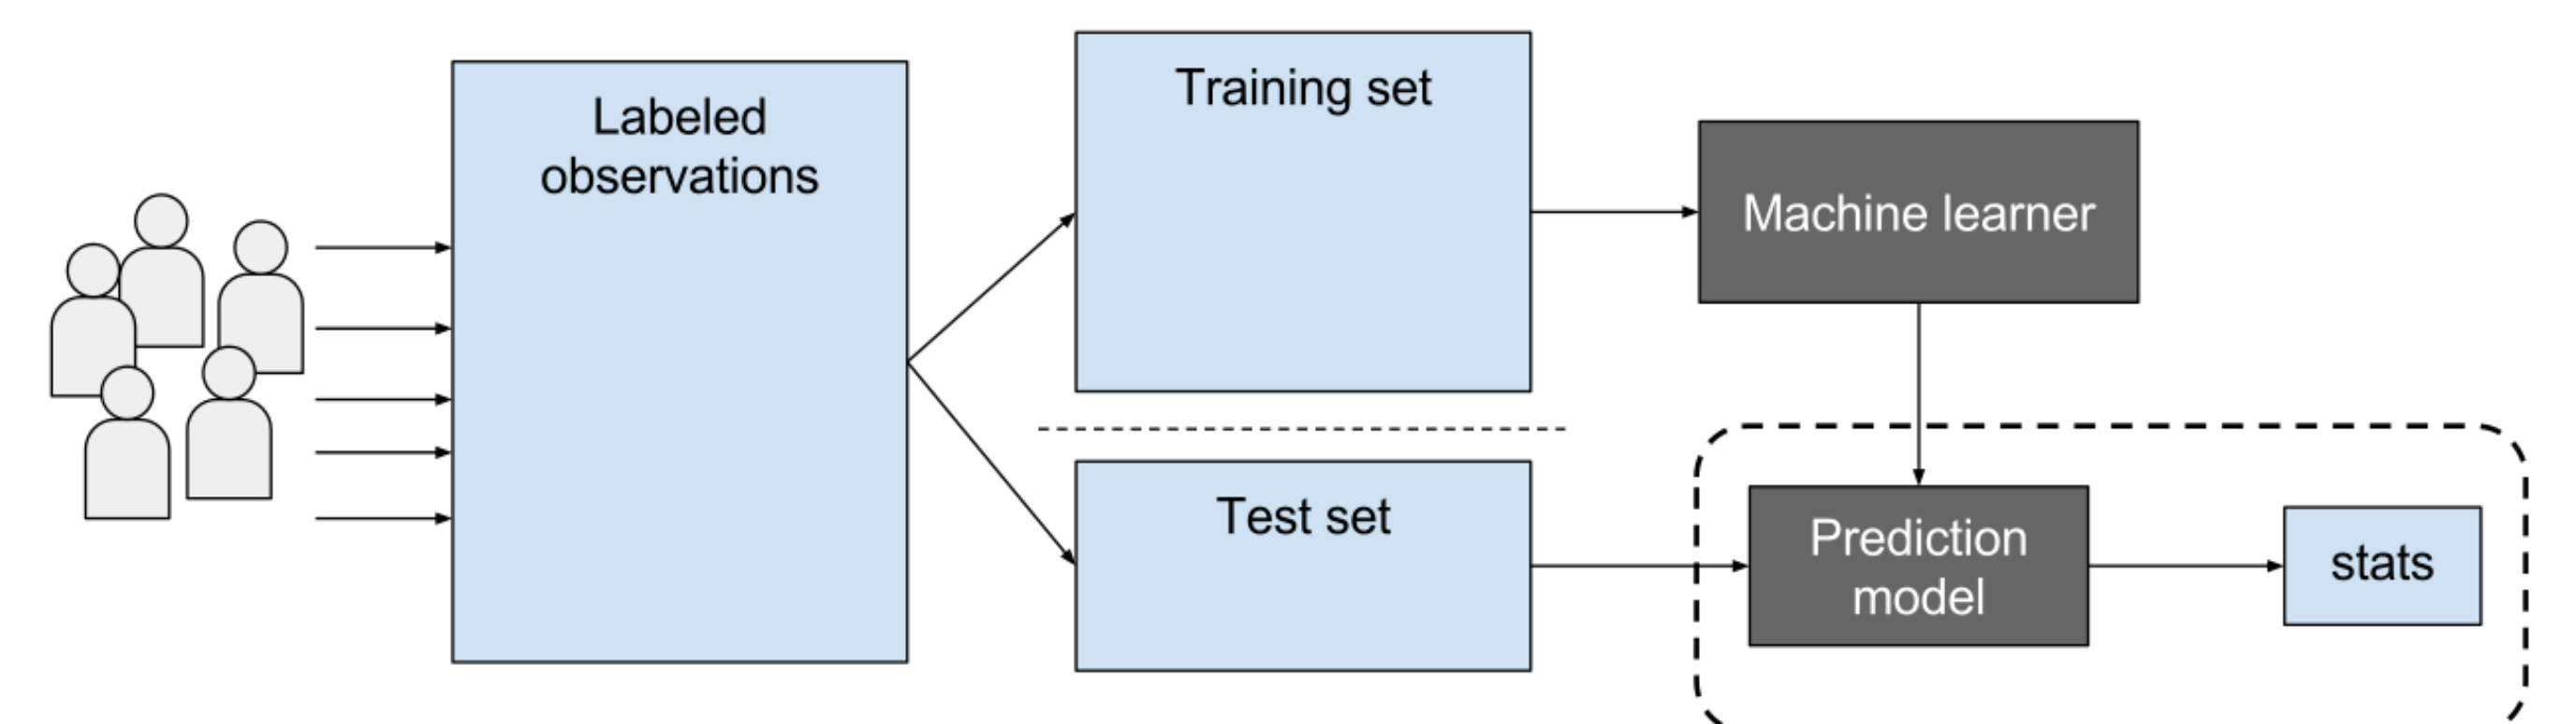 Labeled
observations
Training set
Machine learner
Test set
Prediction
model
stats